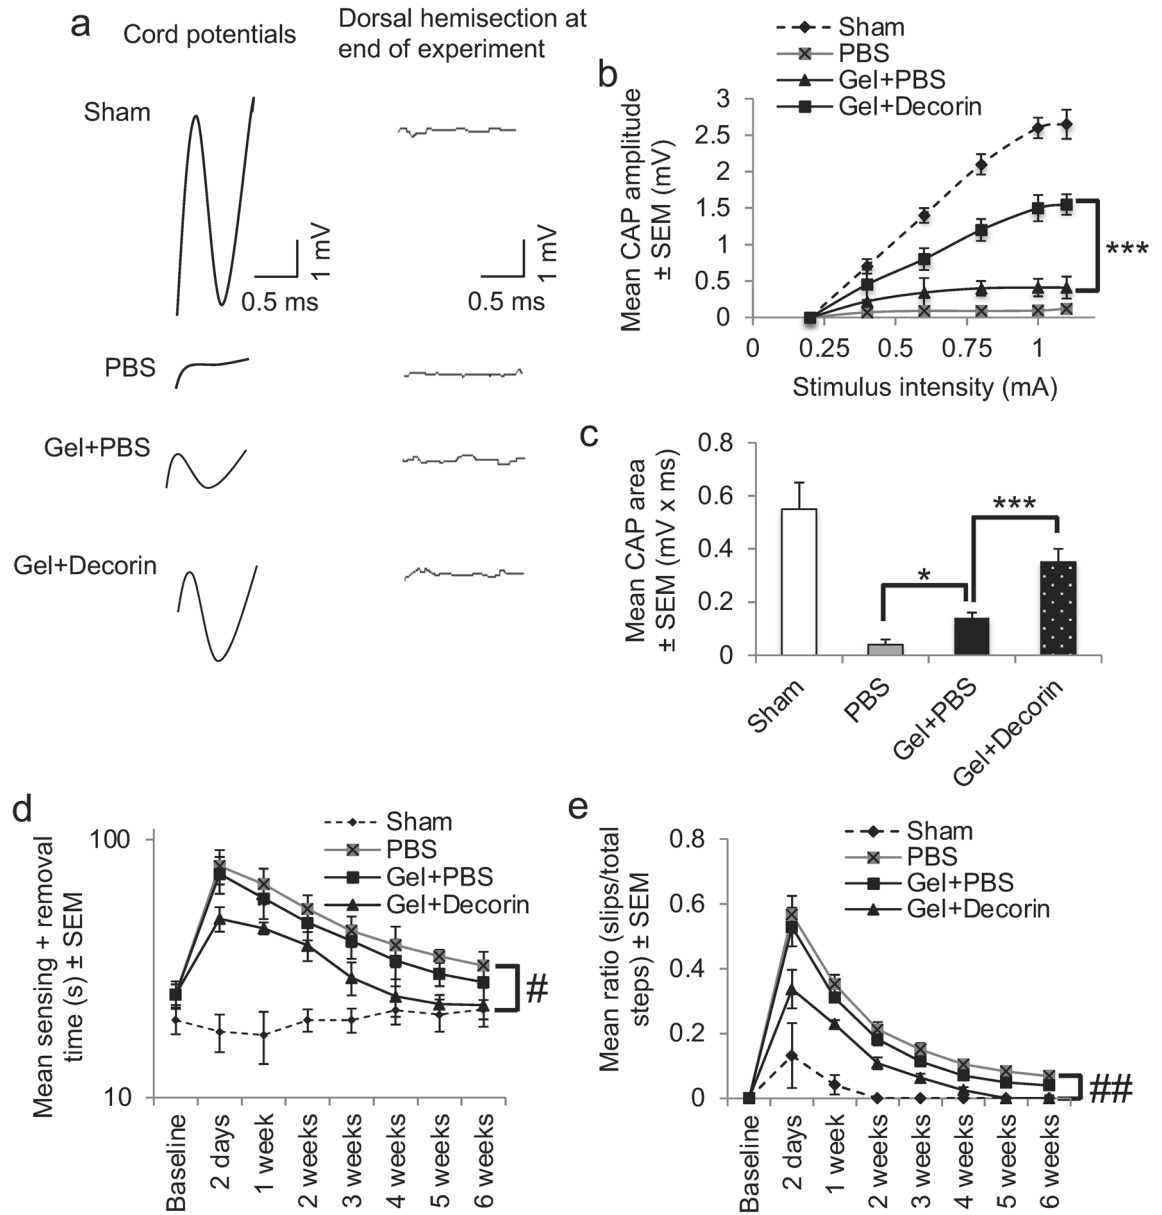 a
Cord potentials
Dorsal hemisection at
end of experiment
Sham
1 mV
0.5 ms
1 mV
0.5 ms
PBS
Gel+PBS
Gel+Decorin
b
Sham
PBS
Gel+PBS
Gel+Decorin
Mean CAP amplitude
± SEM (mV)
3
2.5
2
1.5
1
0.5
0
***
0 0.25 0.5 0.75 1
Stimulus intensity (mA)
c
Mean CAP area
± SEM (mV x ms)
0.8
0.6
0.4
0.2
0
*
***
Sham
PBS
Gel+PBS
Gel+Decorin
d
Mean sensing + removal
time (s) ± SEM
100
10
Sham
PBS
Gel+PBS
Gel+Decorin
#
Baseline
2 days
1 week
2 weeks
3 weeks
4 weeks
5 weeks
6 weeks
e
Mean ratio (slips/total
steps) ± SEM
0.8
0.6
0.4
0.2
0
Sham
PBS
Gel+PBS
Gel+Decorin
##
Baseline
2 days
1 week
2 weeks
3 weeks
4 weeks
5 weeks
6 weeks